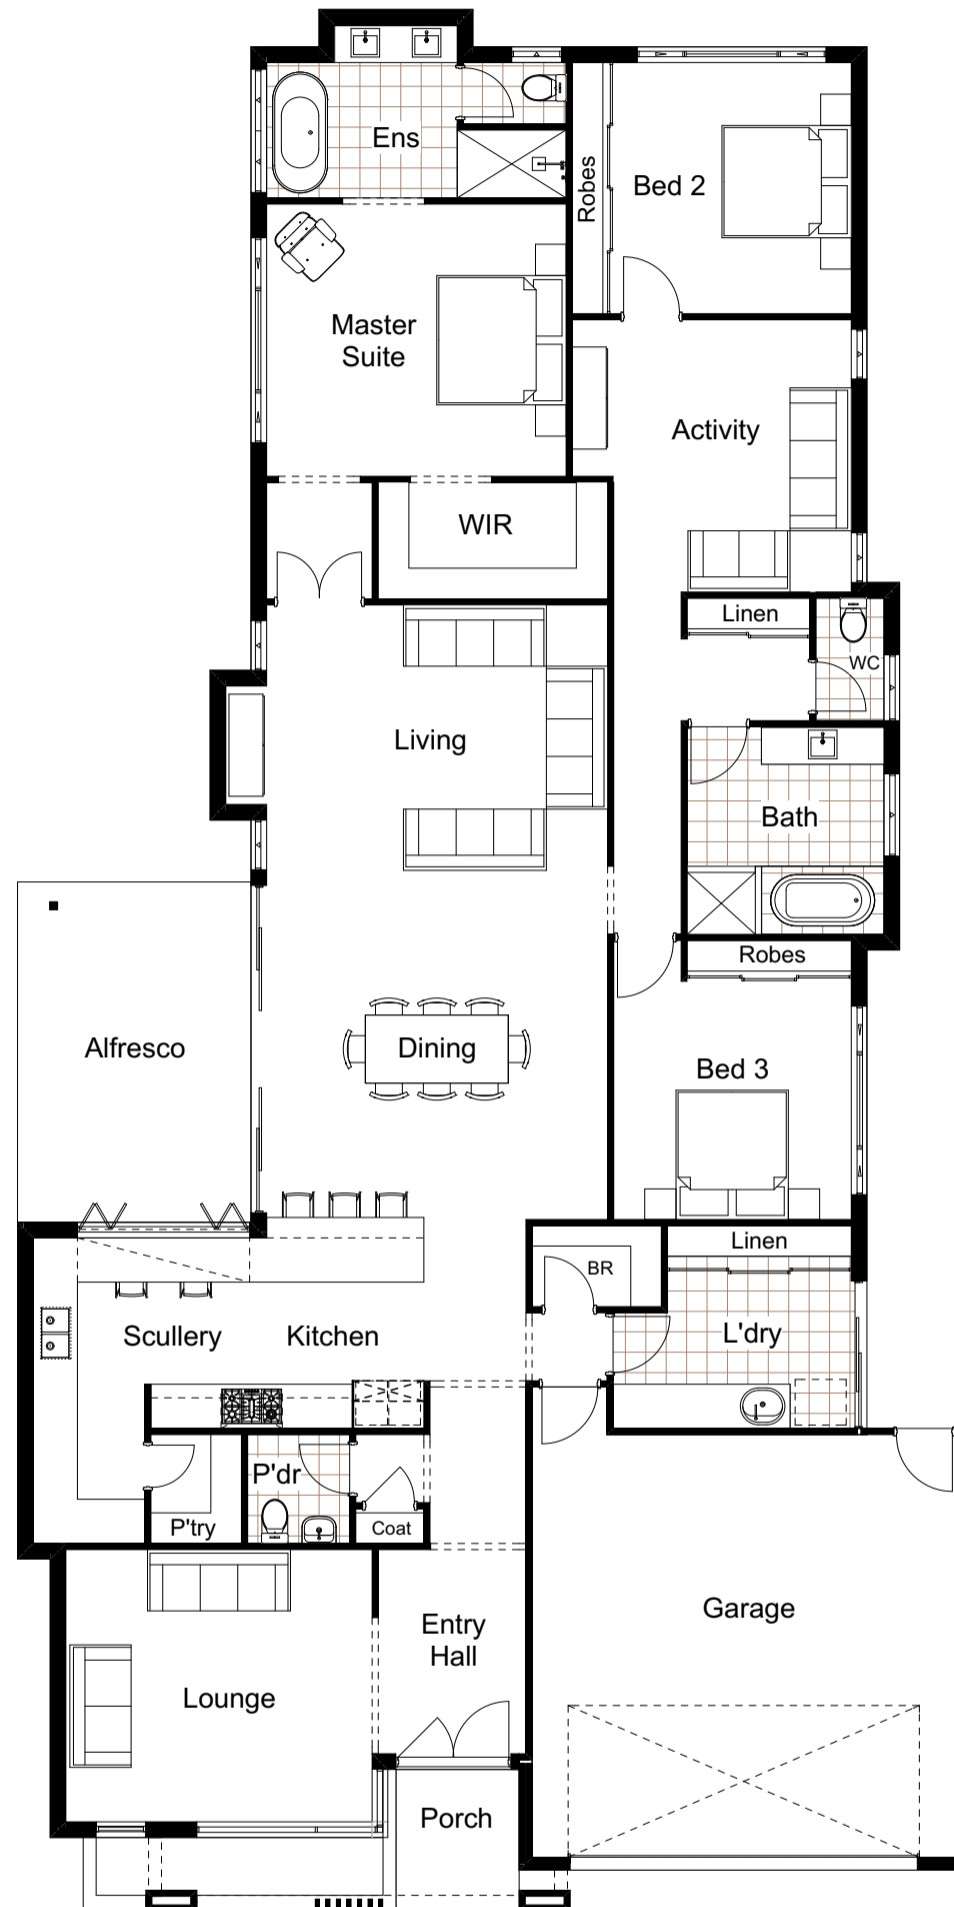 Ens
Robes
Bed 2
Master
Suite
Activity
WIR
Linen
WC
Living
Bath
Robes
Alfresco
Dining
Bed 3
Linen
BR
Scullery
Kitchen
L'dry
P'dr
P'try
Coat
Garage
Entry
Hall
Lounge
Porch